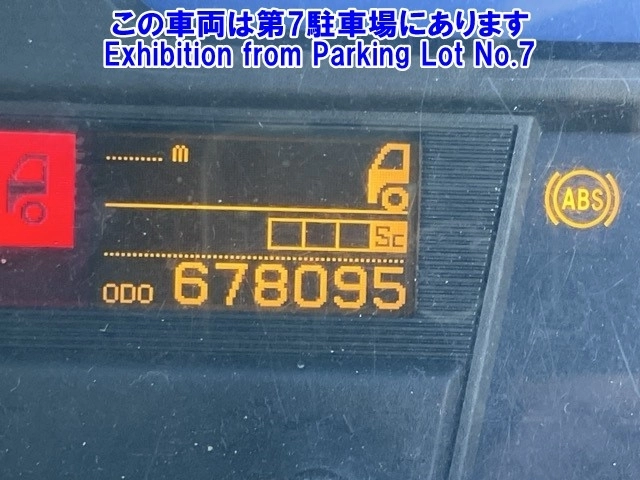 この車両は第7駐車場にあります
Exhibition from Parking Lot No.7
......... m
Sc
ODO 678095
ABS